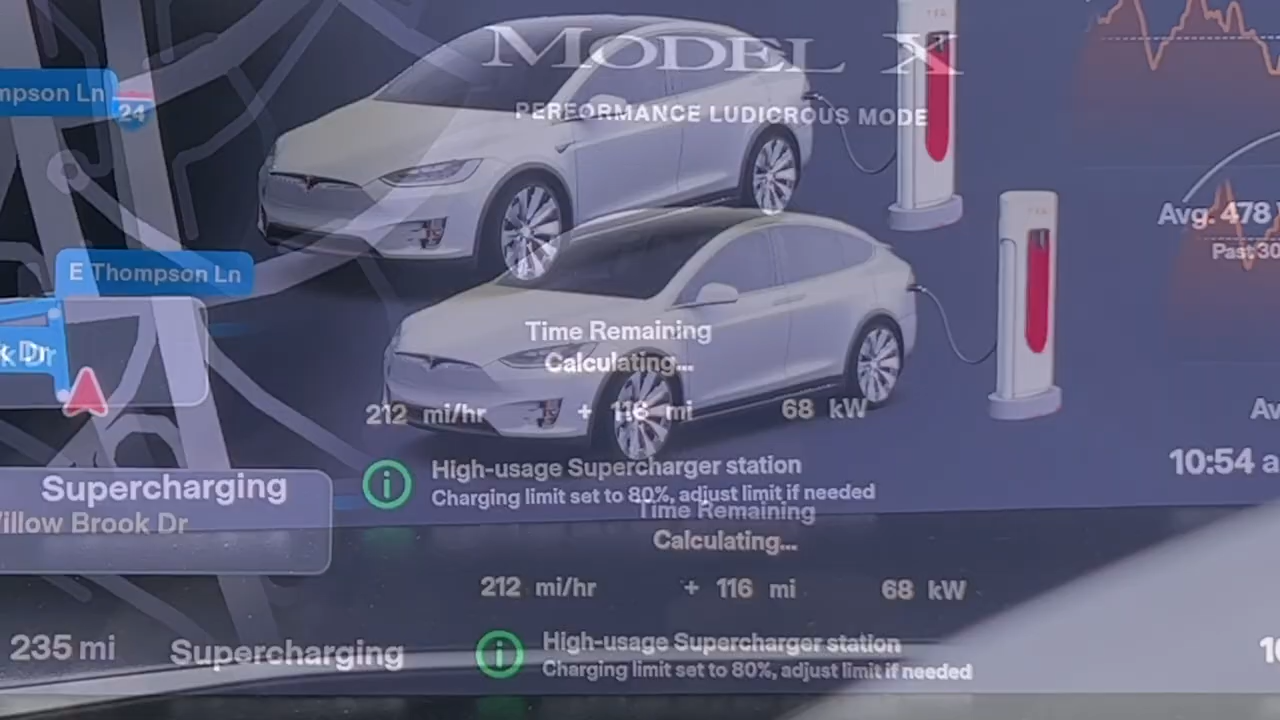 MODEL X
mpson Ln
24
PERFORMANCE LUDICROUS MODE
Avg. 478
Past 30
E Thompson Ln
Time Remaining
Calculating...
k Dr
212 mi/hr + 116 mi 68 kW
Av
10:54 a
High-usage Supercharger station
Charging limit set to 80%, adjust limit if needed
Supercharging
Willow Brook Dr
Time Remaining
Calculating...
212 mi/hr + 116 mi 68 kW
235 mi
Supercharging
High-usage Supercharger station
Charging limit set to 80%, adjust limit if needed
10